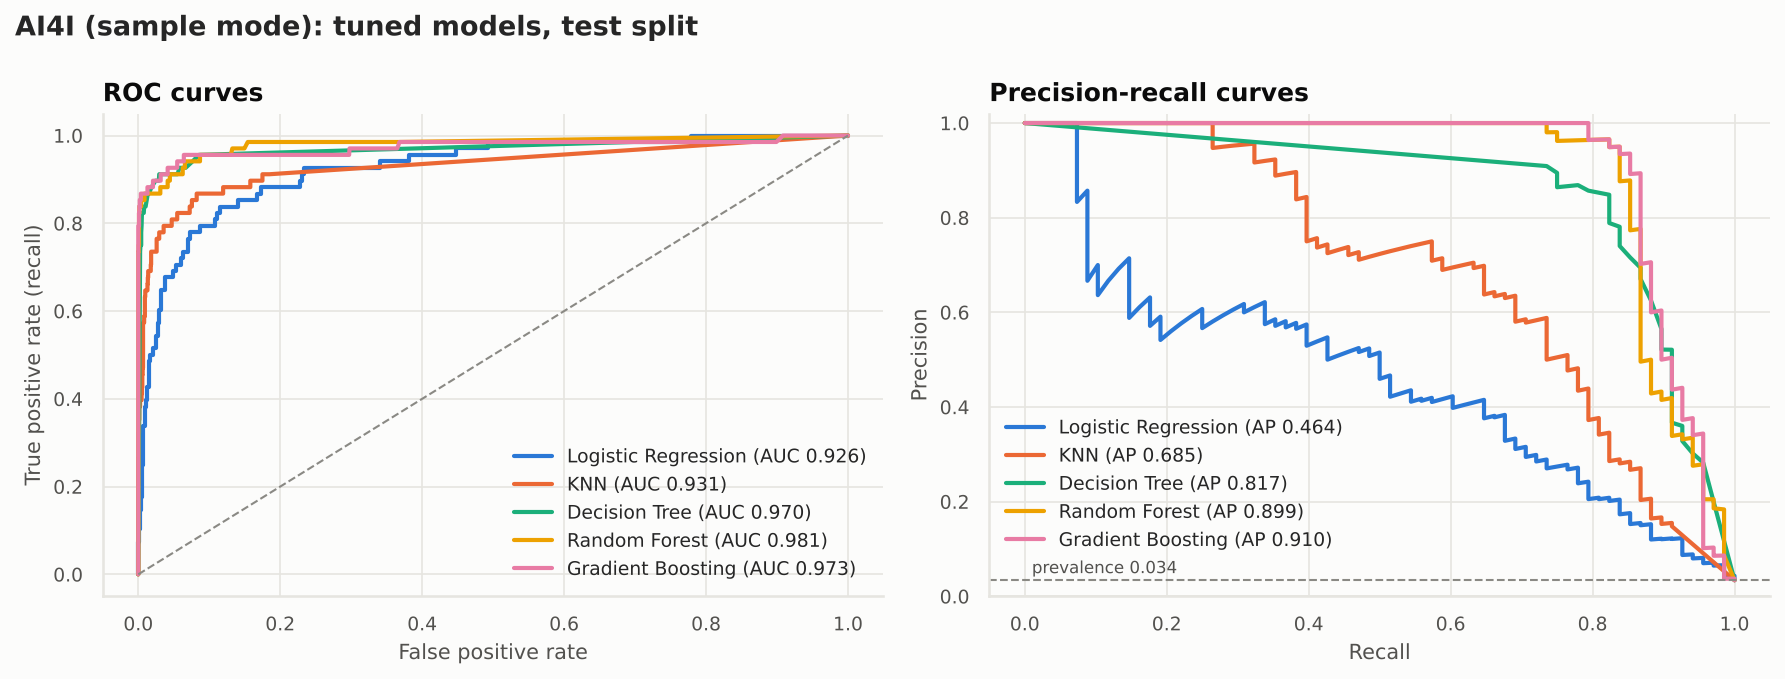 AI4I (sample mode): tuned models, test split
ROC curves
True positive rate (recall)
1.0
0.8
0.6
0.4
0.2
0.0
Logistic Regression (AUC 0.926)
KNN (AUC 0.931)
Decision Tree (AUC 0.970)
Random Forest (AUC 0.981)
Gradient Boosting (AUC 0.973)
0.0 0.2 0.4 0.6 0.8 1.0
False positive rate
Precision-recall curves
Precision
1.0
0.8
0.6
0.4
0.2
0.0
Logistic Regression (AP 0.464)
KNN (AP 0.685)
Decision Tree (AP 0.817)
Random Forest (AP 0.899)
Gradient Boosting (AP 0.910)
prevalence 0.034
0.0 0.2 0.4 0.6 0.8 1.0
Recall